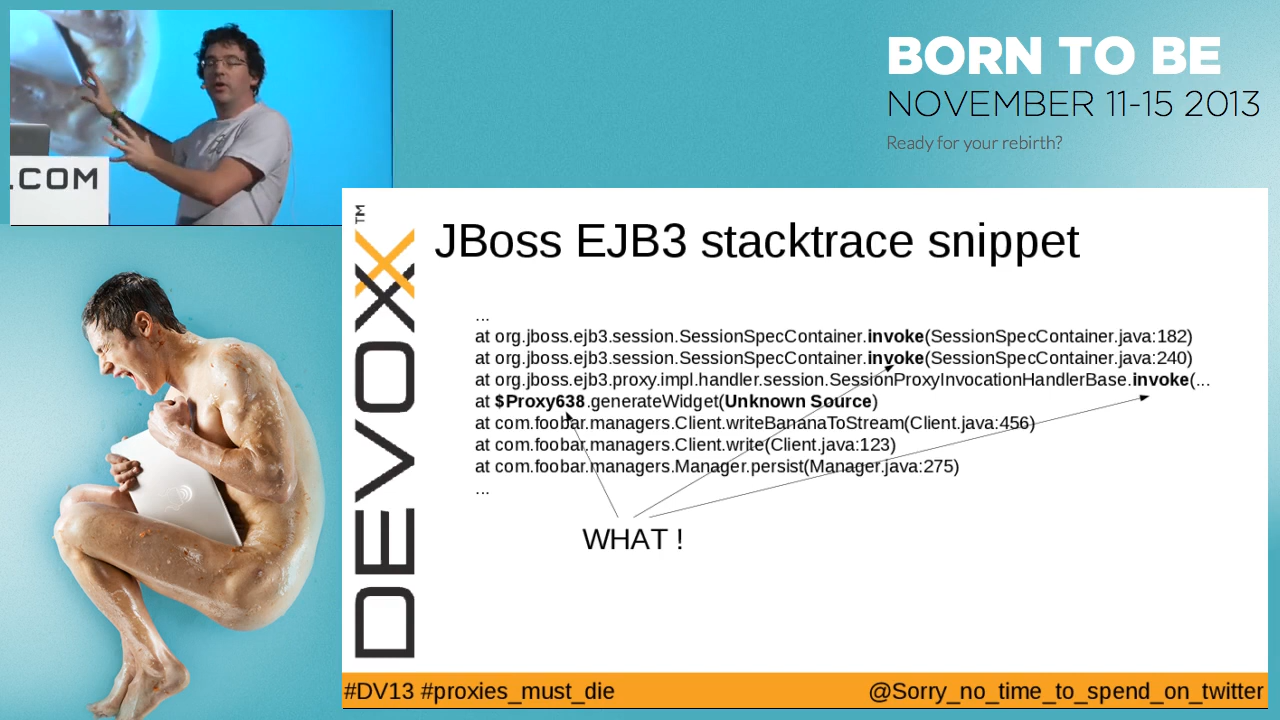 .COM
BORN TO BE
NOVEMBER 11-15 2013
Ready for your rebirth?
DEVOXX™
JBoss EJB3 stacktrace snippet
...
at org.jboss.ejb3.session.SessionSpecContainer.invoke(SessionSpecContainer.java:182)
at org.jboss.ejb3.session.SessionSpecContainer.invoke(SessionSpecContainer.java:240)
at org.jboss.ejb3.proxy.impl.handler.session.SessionProxyInvocationHandlerBase.invoke(...
at $Proxy638.generateWidget(Unknown Source)
at com.foobar.managers.Client.writeBananaToStream(Client.java:456)
at com.foobar.managers.Client.write(Client.java:123)
at com.foobar.managers.Manager.persist(Manager.java:275)
...
WHAT !
#DV13 #proxies_must_die
@Sorry_no_time_to_spend_on_twitter